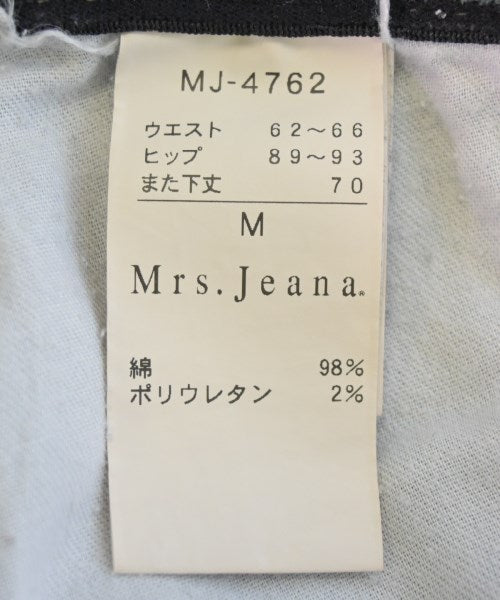 MJ-4762
ウエスト 62〜66
ヒップ 89〜93
また下丈 70
M
Mrs.Jeana®
綿 98%
ポリウレタン 2%